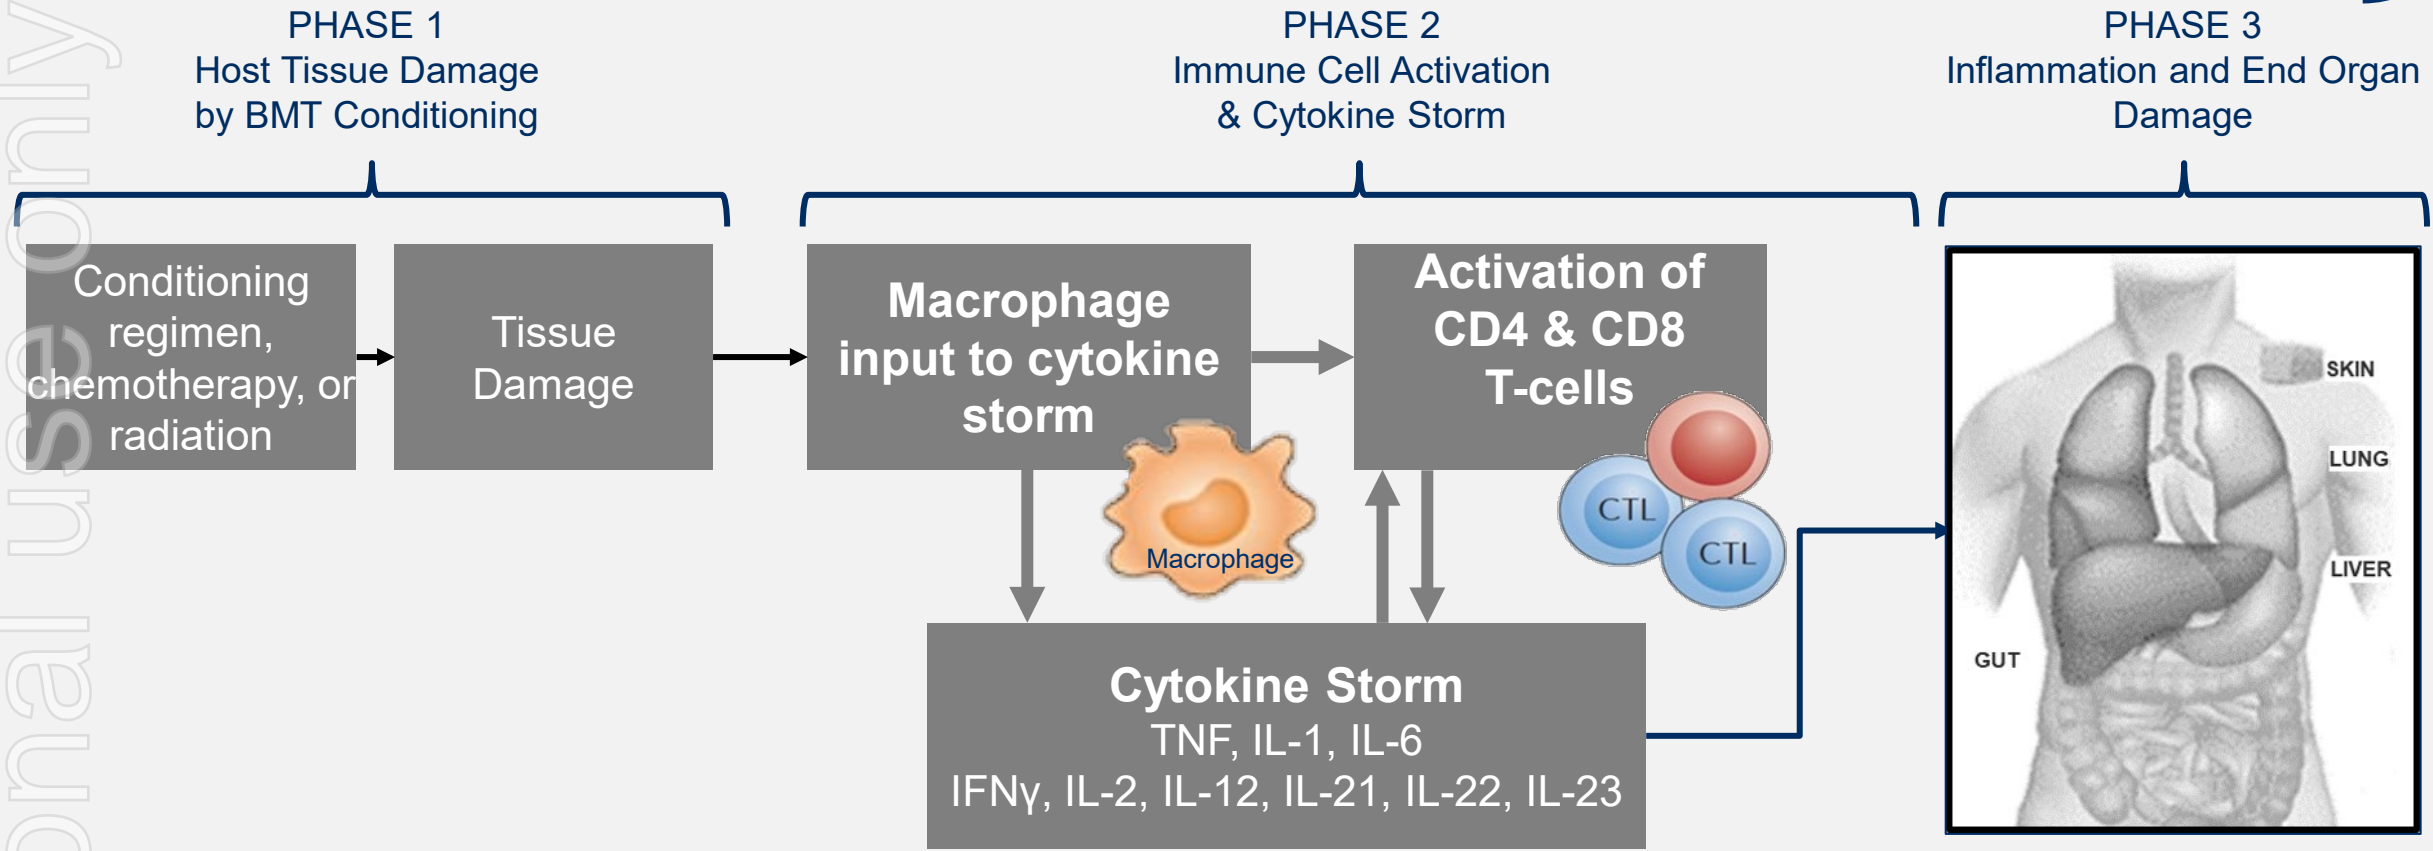 PHASE 1
Host Tissue Damage
by BMT Conditioning
PHASE 2
Immune Cell Activation
& Cytokine Storm
PHASE 3
Inflammation and End Organ
Damage
Conditioning
regimen,
chemotherapy, or
radiation
Tissue
Damage
Macrophage
input to cytokine
storm
Macrophage
Activation of
CD4 & CD8
T-cells
CTL
CTL
Cytokine Storm
TNF, IL-1, IL-6
IFNγ, IL-2, IL-12, IL-21, IL-22, IL-23
SKIN
LUNG
LIVER
GUT
onal use only